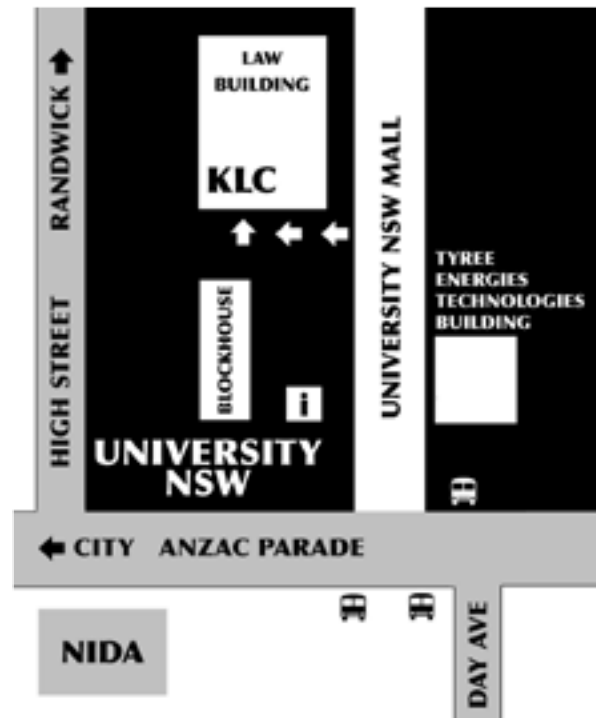 RANDWICK
HIGH STREET
LAW
BUILDING
KLC
UNIVERSITY NSW MALL
TYREE
ENERGIES
TECHNOLOGIES
BUILDING
BLOCKHOUSE
i
UNIVERSITY
NSW
CITY ANZAC PARADE
NIDA
DAY AVE